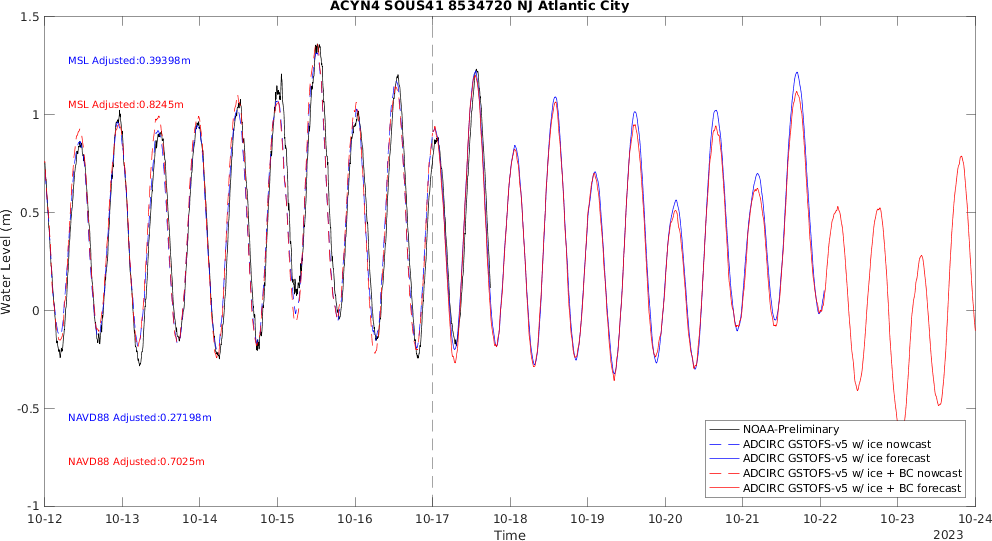 ACYN4 SOUS41 8534720 NJ Atlantic City
1.5
MSL Adjusted:0.39398m
MSL Adjusted:0.8245m
1
0.5
Water Level (m)
0
-0.5
NAVD88 Adjusted:0.27198m
NAVD88 Adjusted:0.7025m
NOAA-Preliminary
ADCIRC GSTOFS-v5 w/ ice nowcast
ADCIRC GSTOFS-v5 w/ ice forecast
ADCIRC GSTOFS-v5 w/ ice + BC nowcast
ADCIRC GSTOFS-v5 w/ ice + BC forecast
-1
10-12 10-13 10-14 10-15 10-16 10-17 10-18 10-19 10-20 10-21 10-22 10-23 10-24
Time
2023